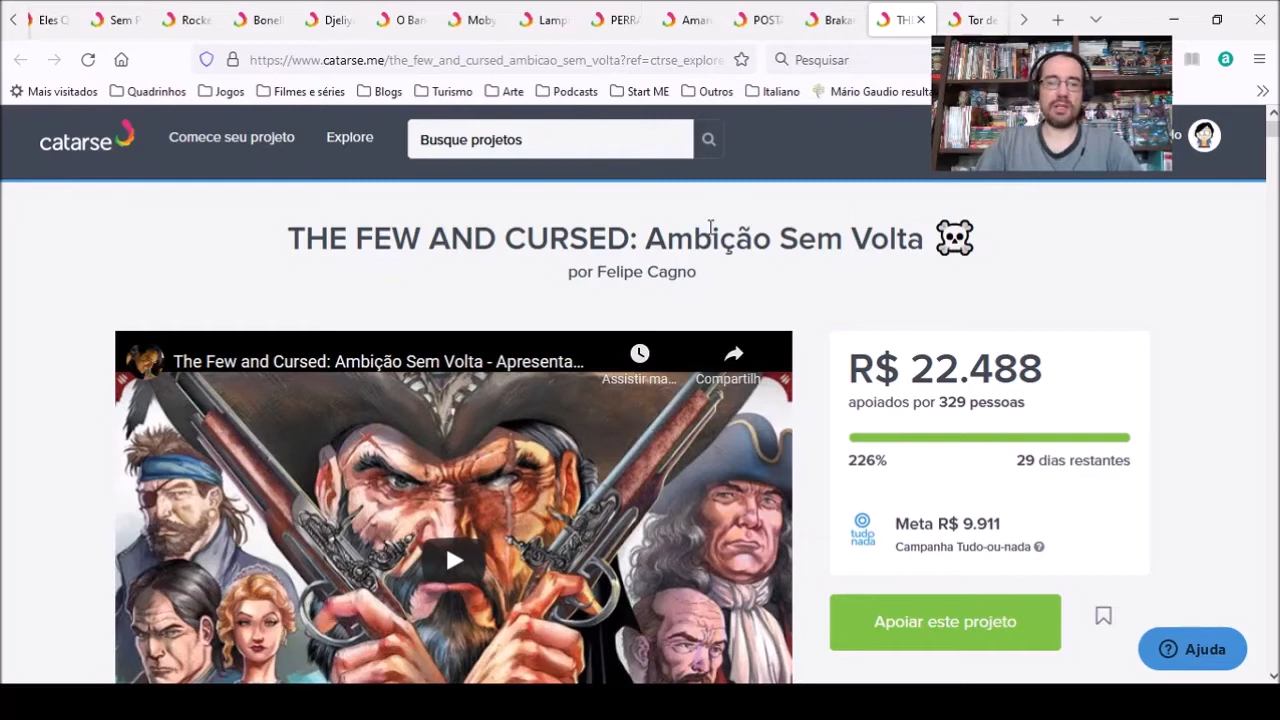 Eles Q
Sem P
Rocke
Bonell
Djeliy
O Ban
Moby
Lamp
PERRA
Amar
POSTA
Braka
TH
Tor de
https://www.catarse.me/the_few_and_cursed_ambicao_sem_volta?ref=ctrse_explore
Pesquisar
a
Mais visitados
Quadrinhos
Jogos
Filmes e séries
Blogs
Turismo
Arte
Podcasts
Start ME
Outros
Italiano
Mário Gaudio resulta
catarse
Comece seu projeto
Explore
Busque projetos
lo
THE FEW AND CURSED: Ambição Sem Volta
por Felipe Cagno
The Few and Cursed: Ambição Sem Volta - Apresenta...
Assistir ma...
Compartilh...
R$ 22.488
apoiados por 329 pessoas
226%
29 dias restantes
tudo
nada
Meta R$ 9.911
Campanha Tudo-ou-nada ?
Apoiar este projeto
? Ajuda